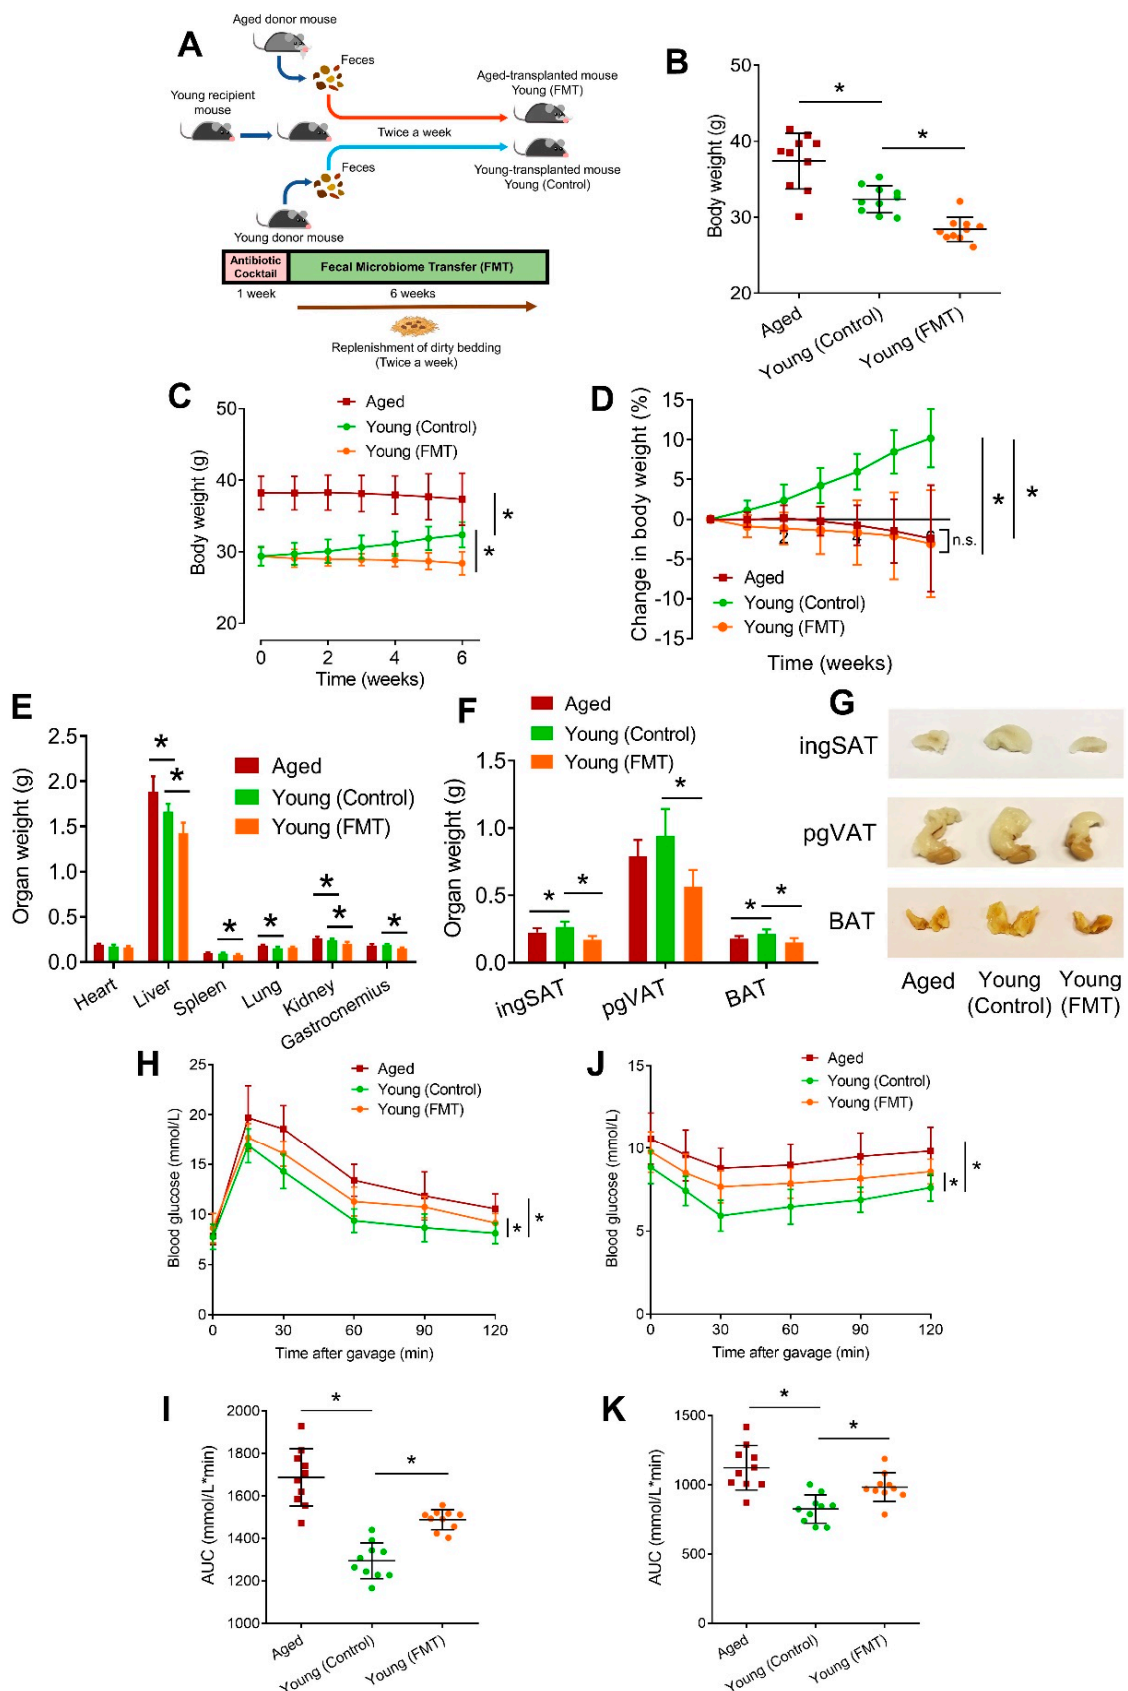 A
Aged donor mouse
Feces
Aged-transplanted mouse
Young (FMT)
Young recipient
mouse
Twice a week
Young-transplanted mouse
Young (Control)
Feces
Young donor mouse
Antibiotic
Cocktail
Fecal Microbiome Transfer (FMT)
1 week
6 weeks
Replenishment of dirty bedding
(Twice a week)
B
Body weight (g)
50
40
30
20
*
*
Aged
Young (Control)
Young (FMT)
C
Body weight (g)
50
40
30
20
Aged
Young (Control)
Young (FMT)
*
*
0 2 4 6
Time (weeks)
D
Change in body weight (%)
15
10
5
0
-5
-10
-15
2 4 6
n.s.
*
*
Aged
Young (Control)
Young (FMT)
Time (weeks)
E
Organ weight (g)
2.5
2.0
1.5
1.0
0.5
0.0
* * * * * * *
Aged
Young (Control)
Young (FMT)
Heart
Liver
Spleen
Lung
Kidney
Gastrochemius
F
Organ weight (g)
1.5
1.0
0.5
0.0
Aged
Young (Control)
Young (FMT)
* * * * *
ingSAT
pgVAT
BAT
G
ingSAT
pgVAT
BAT
Aged
Young
(Control)
Young
(FMT)
H
Blood glucose (mmol/L)
25
20
15
10
5
0
Aged
Young (Control)
Young (FMT)
*
*
0 30 60 90 120
Time after gavage (min)
J
Blood glucose (mmol/L)
15
10
5
0
Aged
Young (Control)
Young (FMT)
*
*
0 30 60 90 120
Time after gavage (min)
I
AUC (mmol/L*min)
2000
1800
1600
1400
1200
1000
*
*
Aged
Young (Control)
Young (FMT)
K
AUC (mmol/L*min)
1500
1000
500
0
*
*
Aged
Young (Control)
Young (FMT)